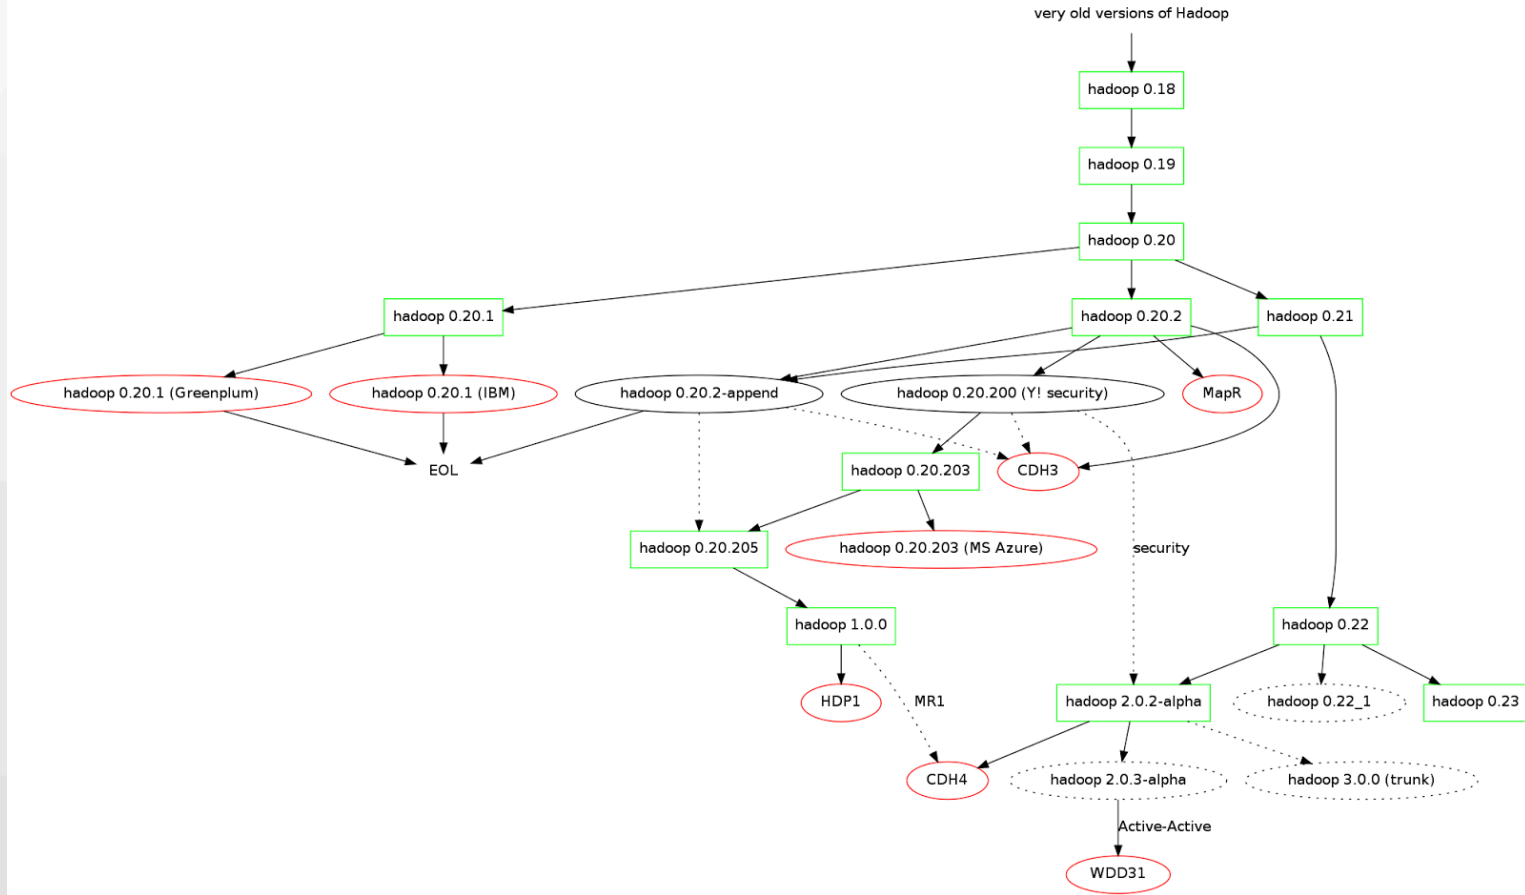 very old versions of Hadoop
hadoop 0.18
hadoop 0.19
hadoop 0.20
hadoop 0.20.1
hadoop 0.20.2
hadoop 0.21
hadoop 0.20.1 (Greenplum)
hadoop 0.20.1 (IBM)
hadoop 0.20.2-append
hadoop 0.20.200 (Y! security)
MapR
EOL
hadoop 0.20.203
CDH3
hadoop 0.20.205
hadoop 0.20.203 (MS Azure)
security
hadoop 1.0.0
hadoop 0.22
HDP1
MR1
hadoop 2.0.2-alpha
hadoop 0.22_1
hadoop 0.23
CDH4
hadoop 2.0.3-alpha
hadoop 3.0.0 (trunk)
Active-Active
WDD31